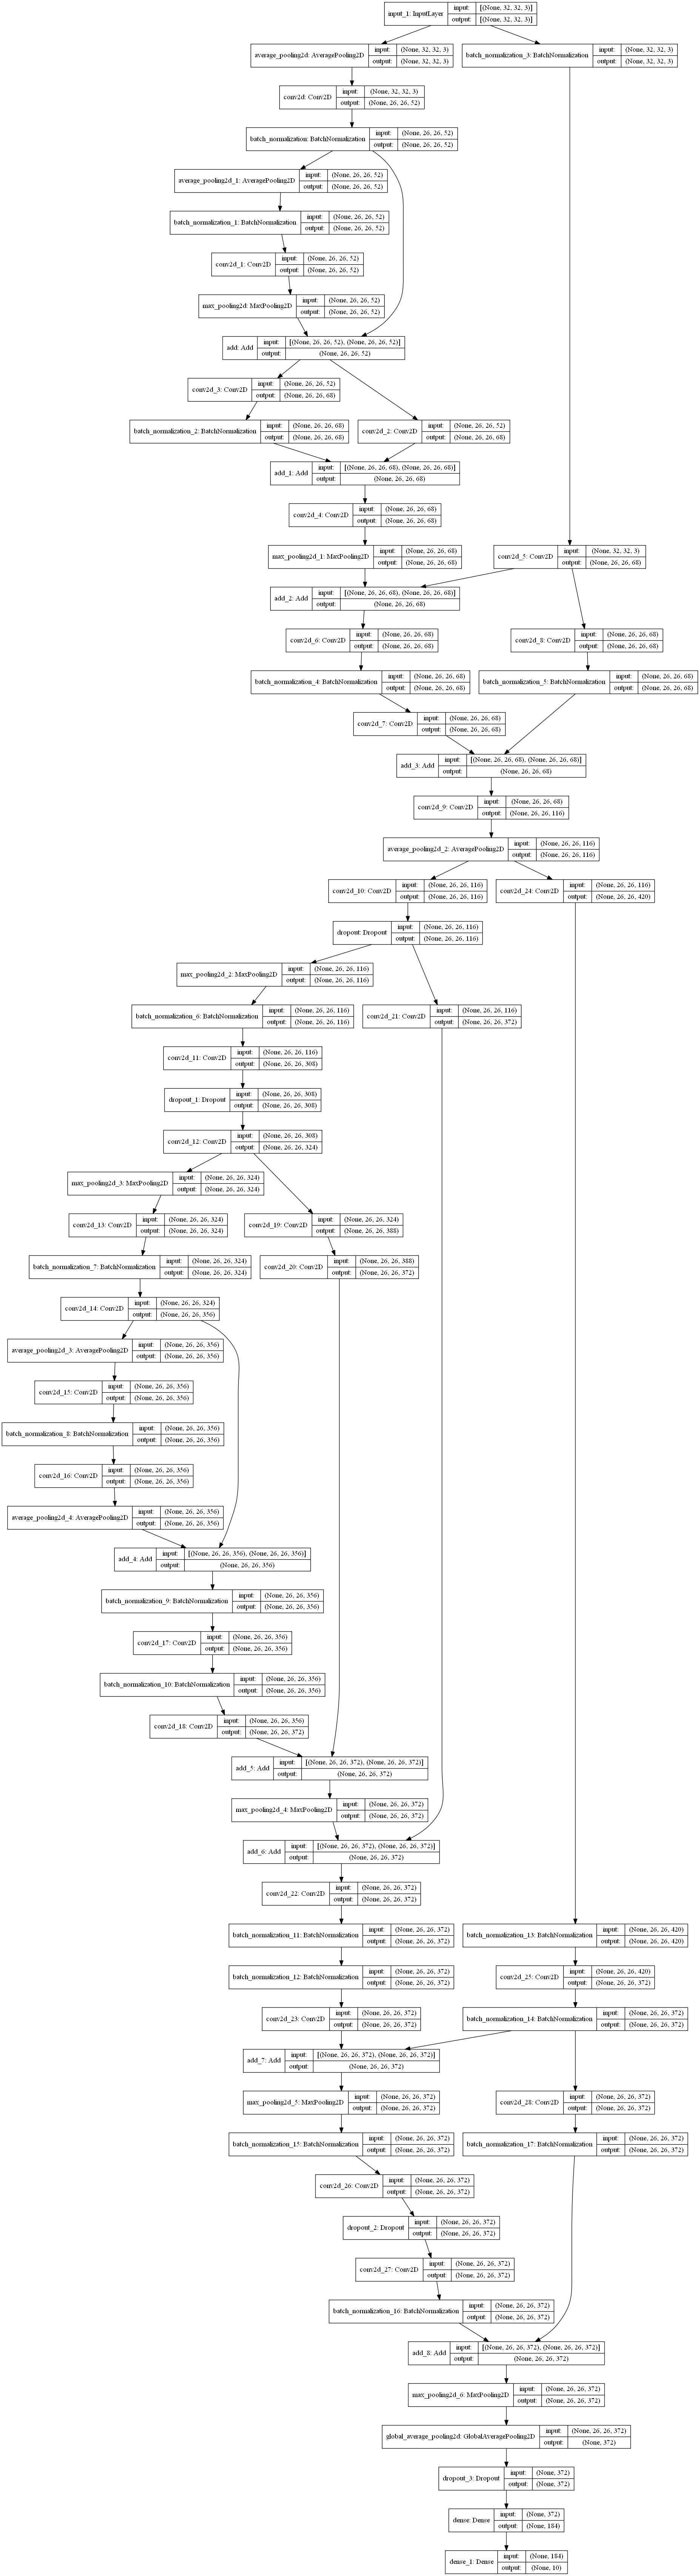 input_1: InputLayer input: [(None, 32, 32, 3)]
output: [(None, 32, 32, 3)]
average_pooling2d: AveragePooling2D input: (None, 32, 32, 3)
output: (None, 32, 32, 3)
batch_normalization_3: BatchNormalization input: (None, 32, 32, 3)
output: (None, 32, 32, 3)
conv2d: Conv2D input: (None, 32, 32, 3)
output: (None, 26, 26, 52)
batch_normalization: BatchNormalization input: (None, 26, 26, 52)
output: (None, 26, 26, 52)
average_pooling2d_1: AveragePooling2D input: (None, 26, 26, 52)
output: (None, 26, 26, 52)
batch_normalization_1: BatchNormalization input: (None, 26, 26, 52)
output: (None, 26, 26, 52)
conv2d_1: Conv2D input: (None, 26, 26, 52)
output: (None, 26, 26, 52)
max_pooling2d: MaxPooling2D input: (None, 26, 26, 52)
output: (None, 26, 26, 52)
add: Add input: [(None, 26, 26, 52), (None, 26, 26, 52)]
output: (None, 26, 26, 52)
conv2d_3: Conv2D input: (None, 26, 26, 52)
output: (None, 26, 26, 68)
batch_normalization_2: BatchNormalization input: (None, 26, 26, 68)
output: (None, 26, 26, 68)
conv2d_2: Conv2D input: (None, 26, 26, 52)
output: (None, 26, 26, 68)
add_1: Add input: [(None, 26, 26, 68), (None, 26, 26, 68)]
output: (None, 26, 26, 68)
conv2d_4: Conv2D input: (None, 26, 26, 68)
output: (None, 26, 26, 68)
max_pooling2d_1: MaxPooling2D input: (None, 26, 26, 68)
output: (None, 26, 26, 68)
conv2d_5: Conv2D input: (None, 32, 32, 3)
output: (None, 26, 26, 68)
add_2: Add input: [(None, 26, 26, 68), (None, 26, 26, 68)]
output: (None, 26, 26, 68)
conv2d_6: Conv2D input: (None, 26, 26, 68)
output: (None, 26, 26, 68)
conv2d_8: Conv2D input: (None, 26, 26, 68)
output: (None, 26, 26, 68)
batch_normalization_4: BatchNormalization input: (None, 26, 26, 68)
output: (None, 26, 26, 68)
batch_normalization_5: BatchNormalization input: (None, 26, 26, 68)
output: (None, 26, 26, 68)
conv2d_7: Conv2D input: (None, 26, 26, 68)
output: (None, 26, 26, 68)
add_3: Add input: [(None, 26, 26, 68), (None, 26, 26, 68)]
output: (None, 26, 26, 68)
conv2d_9: Conv2D input: (None, 26, 26, 68)
output: (None, 26, 26, 116)
average_pooling2d_2: AveragePooling2D input: (None, 26, 26, 116)
output: (None, 26, 26, 116)
conv2d_10: Conv2D input: (None, 26, 26, 116)
output: (None, 26, 26, 116)
conv2d_24: Conv2D input: (None, 26, 26, 116)
output: (None, 26, 26, 420)
dropout: Dropout input: (None, 26, 26, 116)
output: (None, 26, 26, 116)
max_pooling2d_2: MaxPooling2D input: (None, 26, 26, 116)
output: (None, 26, 26, 116)
batch_normalization_6: BatchNormalization input: (None, 26, 26, 116)
output: (None, 26, 26, 116)
conv2d_21: Conv2D input: (None, 26, 26, 116)
output: (None, 26, 26, 372)
conv2d_11: Conv2D input: (None, 26, 26, 116)
output: (None, 26, 26, 308)
dropout_1: Dropout input: (None, 26, 26, 308)
output: (None, 26, 26, 308)
conv2d_12: Conv2D input: (None, 26, 26, 308)
output: (None, 26, 26, 324)
max_pooling2d_3: MaxPooling2D input: (None, 26, 26, 324)
output: (None, 26, 26, 324)
conv2d_13: Conv2D input: (None, 26, 26, 324)
output: (None, 26, 26, 324)
conv2d_19: Conv2D input: (None, 26, 26, 324)
output: (None, 26, 26, 388)
batch_normalization_7: BatchNormalization input: (None, 26, 26, 324)
output: (None, 26, 26, 324)
conv2d_20: Conv2D input: (None, 26, 26, 388)
output: (None, 26, 26, 372)
conv2d_14: Conv2D input: (None, 26, 26, 324)
output: (None, 26, 26, 356)
average_pooling2d_3: AveragePooling2D input: (None, 26, 26, 356)
output: (None, 26, 26, 356)
conv2d_15: Conv2D input: (None, 26, 26, 356)
output: (None, 26, 26, 356)
batch_normalization_8: BatchNormalization input: (None, 26, 26, 356)
output: (None, 26, 26, 356)
conv2d_16: Conv2D input: (None, 26, 26, 356)
output: (None, 26, 26, 356)
average_pooling2d_4: AveragePooling2D input: (None, 26, 26, 356)
output: (None, 26, 26, 356)
add_4: Add input: [(None, 26, 26, 356), (None, 26, 26, 356)]
output: (None, 26, 26, 356)
batch_normalization_9: BatchNormalization input: (None, 26, 26, 356)
output: (None, 26, 26, 356)
conv2d_17: Conv2D input: (None, 26, 26, 356)
output: (None, 26, 26, 356)
batch_normalization_10: BatchNormalization input: (None, 26, 26, 356)
output: (None, 26, 26, 356)
conv2d_18: Conv2D input: (None, 26, 26, 356)
output: (None, 26, 26, 372)
add_5: Add input: [(None, 26, 26, 372), (None, 26, 26, 372)]
output: (None, 26, 26, 372)
max_pooling2d_4: MaxPooling2D input: (None, 26, 26, 372)
output: (None, 26, 26, 372)
add_6: Add input: [(None, 26, 26, 372), (None, 26, 26, 372)]
output: (None, 26, 26, 372)
conv2d_22: Conv2D input: (None, 26, 26, 372)
output: (None, 26, 26, 372)
batch_normalization_11: BatchNormalization input: (None, 26, 26, 372)
output: (None, 26, 26, 372)
batch_normalization_13: BatchNormalization input: (None, 26, 26, 420)
output: (None, 26, 26, 420)
batch_normalization_12: BatchNormalization input: (None, 26, 26, 372)
output: (None, 26, 26, 372)
conv2d_25: Conv2D input: (None, 26, 26, 420)
output: (None, 26, 26, 372)
conv2d_23: Conv2D input: (None, 26, 26, 372)
output: (None, 26, 26, 372)
batch_normalization_14: BatchNormalization input: (None, 26, 26, 372)
output: (None, 26, 26, 372)
add_7: Add input: [(None, 26, 26, 372), (None, 26, 26, 372)]
output: (None, 26, 26, 372)
max_pooling2d_5: MaxPooling2D input: (None, 26, 26, 372)
output: (None, 26, 26, 372)
conv2d_28: Conv2D input: (None, 26, 26, 372)
output: (None, 26, 26, 372)
batch_normalization_15: BatchNormalization input: (None, 26, 26, 372)
output: (None, 26, 26, 372)
batch_normalization_17: BatchNormalization input: (None, 26, 26, 372)
output: (None, 26, 26, 372)
conv2d_26: Conv2D input: (None, 26, 26, 372)
output: (None, 26, 26, 372)
dropout_2: Dropout input: (None, 26, 26, 372)
output: (None, 26, 26, 372)
conv2d_27: Conv2D input: (None, 26, 26, 372)
output: (None, 26, 26, 372)
batch_normalization_16: BatchNormalization input: (None, 26, 26, 372)
output: (None, 26, 26, 372)
add_8: Add input: [(None, 26, 26, 372), (None, 26, 26, 372)]
output: (None, 26, 26, 372)
max_pooling2d_6: MaxPooling2D input: (None, 26, 26, 372)
output: (None, 26, 26, 372)
global_average_pooling2d: GlobalAveragePooling2D input: (None, 26, 26, 372)
output: (None, 372)
dropout_3: Dropout input: (None, 372)
output: (None, 372)
dense: Dense input: (None, 372)
output: (None, 184)
dense_1: Dense input: (None, 184)
output: (None, 10)